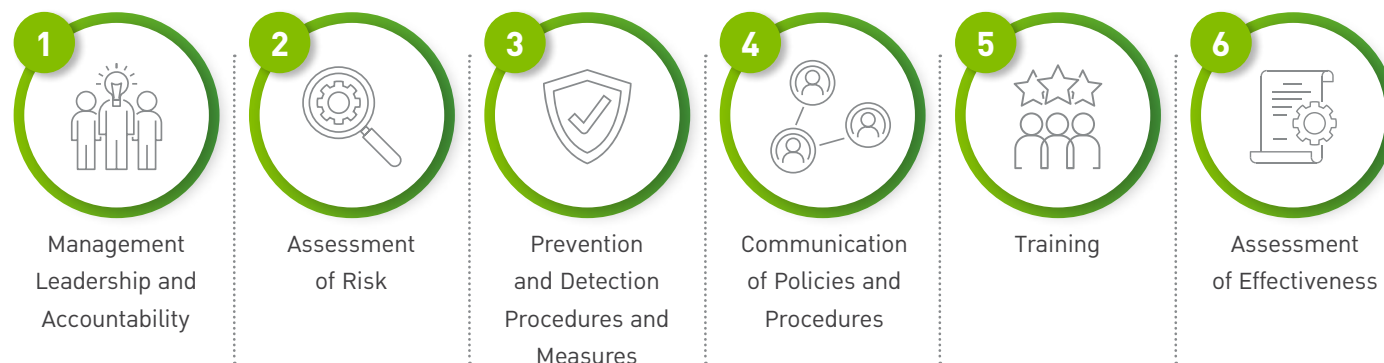 1
Management
Leadership and
Accountability
2
Assessment
of Risk
3
Prevention
and Detection
Procedures and
Measures
4
Communication
of Policies and
Procedures
5
Training
6
Assessment
of Effectiveness